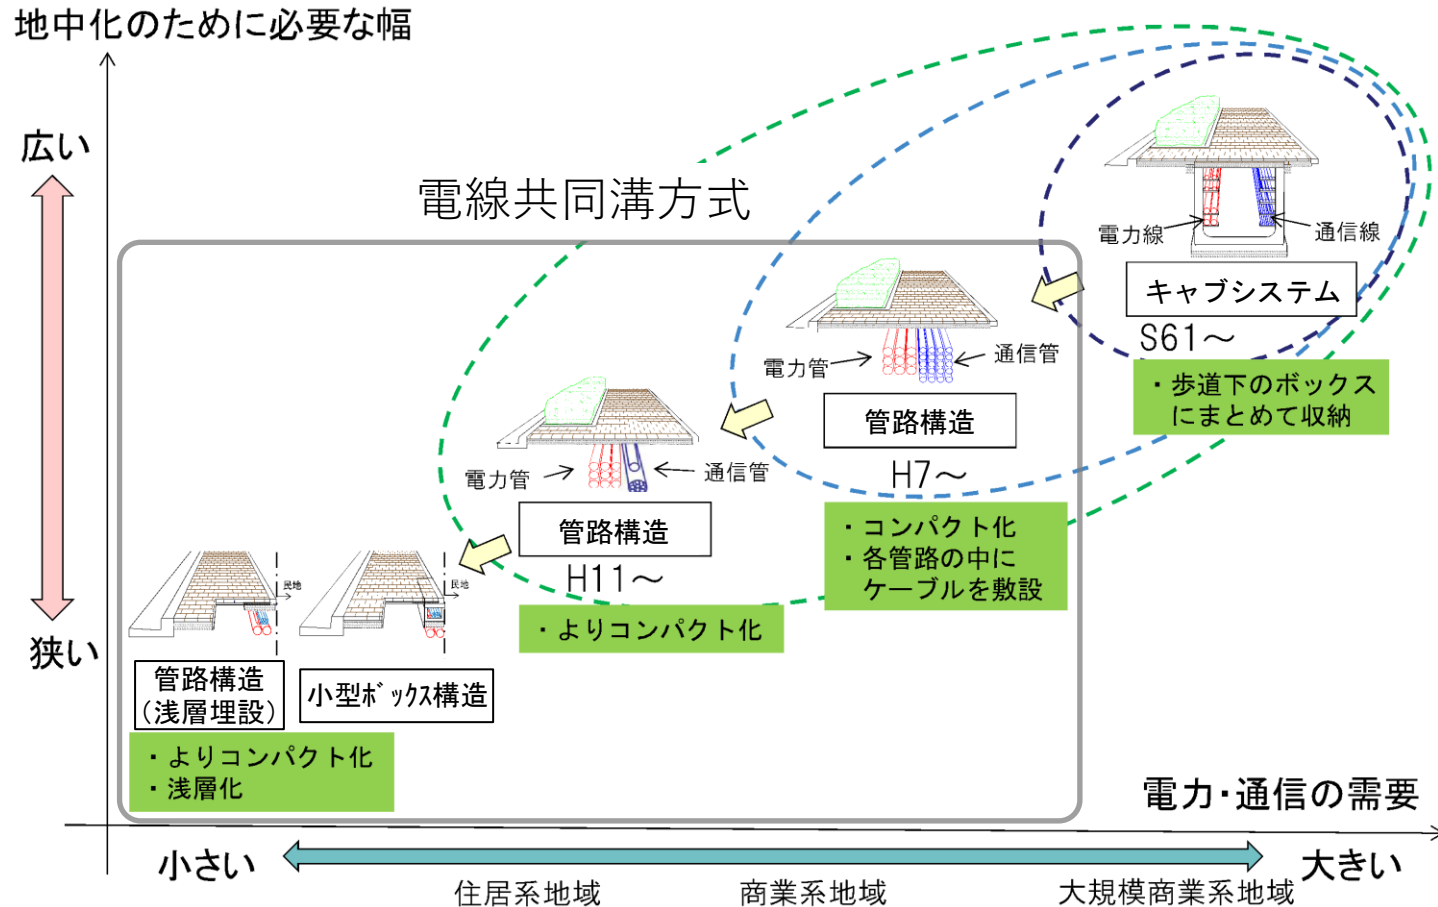 地中化のために必要な幅
広い
狭い
電線共同溝方式
電力線
通信線
キャブシステム
S61～
・歩道下のボックス
にまとめて収納
電力管
通信管
管路構造
H7～
・コンパクト化
・各管路の中に
ケーブルを敷設
電力管
通信管
管路構造
H11～
・よりコンパクト化
民地
民地
管路構造
(浅層埋設)
小型ﾎﾞｯｸｽ構造
・よりコンパクト化
・浅層化
電力・通信の需要
小さい
大きい
住居系地域
商業系地域
大規模商業系地域